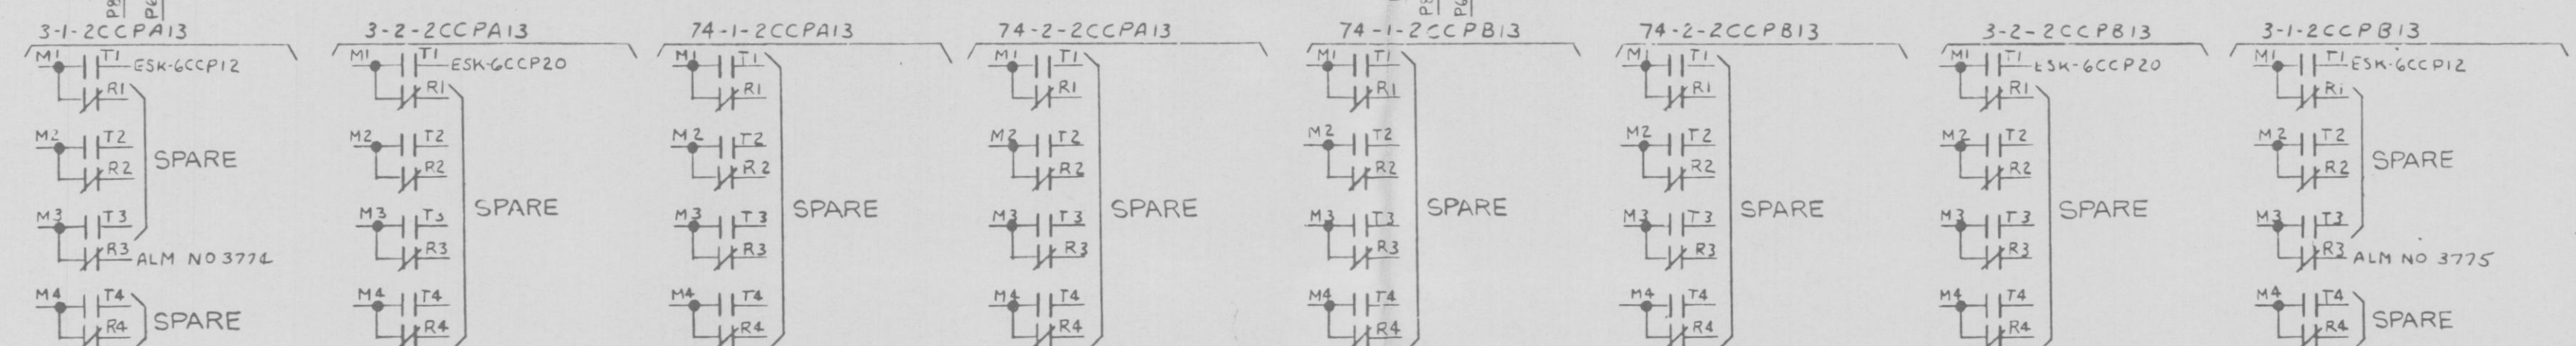 P8 P6 P8 P6
3-1-2CCPA13 3-2-2CCPA13 74-1-2CCPA13 74-2-2CCPA13 74-1-2CCPB13 74-2-2CCPB13 3-2-2CCPB13 3-1-2CCPB13
M1 T1 ESK-6CCP12 M1 T1 ESK-6CCP20 M1 T1 M1 T1 M1 T1 M1 T1 M1 T1 ESK-6CCP20 M1 T1 ESK-6CCP12
R1 R1 R1 R1 R1 R1 R1 R1
M2 T2 M2 T2 M2 T2 M2 T2 M2 T2 M2 T2 M2 T2 M2 T2
SPARE SPARE
R2 R2 R2 R2 R2 R2 R2 R2
SPARE SPARE SPARE SPARE SPARE SPARE
M3 T3 M3 T3 M3 T3 M3 T3 M3 T3 M3 T3 M3 T3 M3 T3
R3 ALM NO 3774 R3 R3 R3 R3 R3 R3 R3 ALM NO 3775
M4 T4 M4 T4 M4 T4 M4 T4 M4 T4 M4 T4 M4 T4 M4 T4
SPARE SPARE
R4 R4 R4 R4 R4 R4 R4 R4